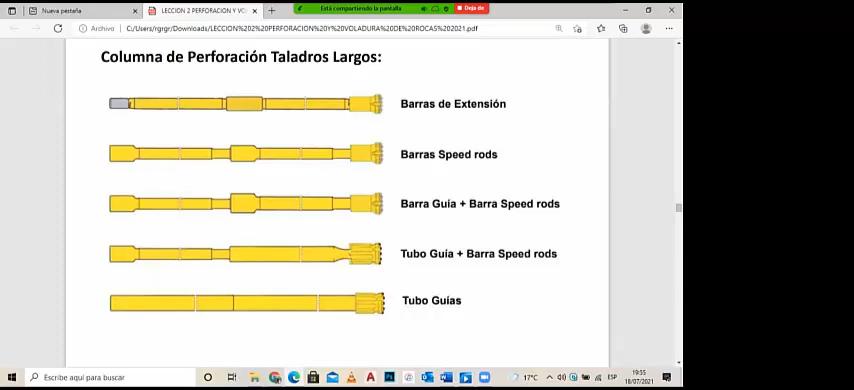 Nueva pestaña
LECCION 2 PERFORACION Y VO
Está compartiendo la pantalla
Deja de
Archivo
C:/Users/rgrgr/Downloads/LECCION%202%20PERFORACION%20Y%20VOLADURA%20DE%20ROCAS%202021.pdf
Columna de Perforación Taladros Largos:
Barras de Extensión
Barras Speed rods
Barra Guía + Barra Speed rods
Tubo Guía + Barra Speed rods
Tubo Guías
Escribe aquí para buscar
17°C
ESP
19:55
18/07/2021